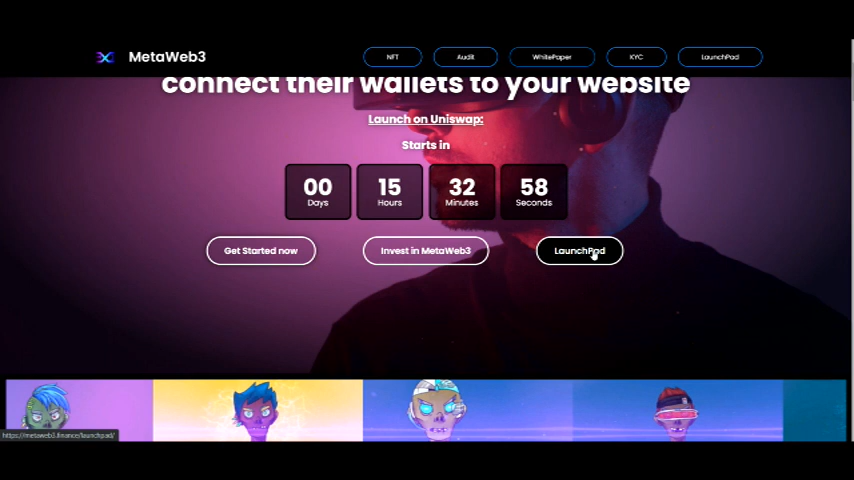 MetaWeb3
NFT
Audit
WhitePaper
KYC
LaunchPad
connect their wallets to your website
Launch on Uniswap:
Starts in
00 15 32 58
Days Hours Minutes Seconds
Get Started now
Invest in MetaWeb3
LaunchPad
https://metaweb3.finance/launchpad/